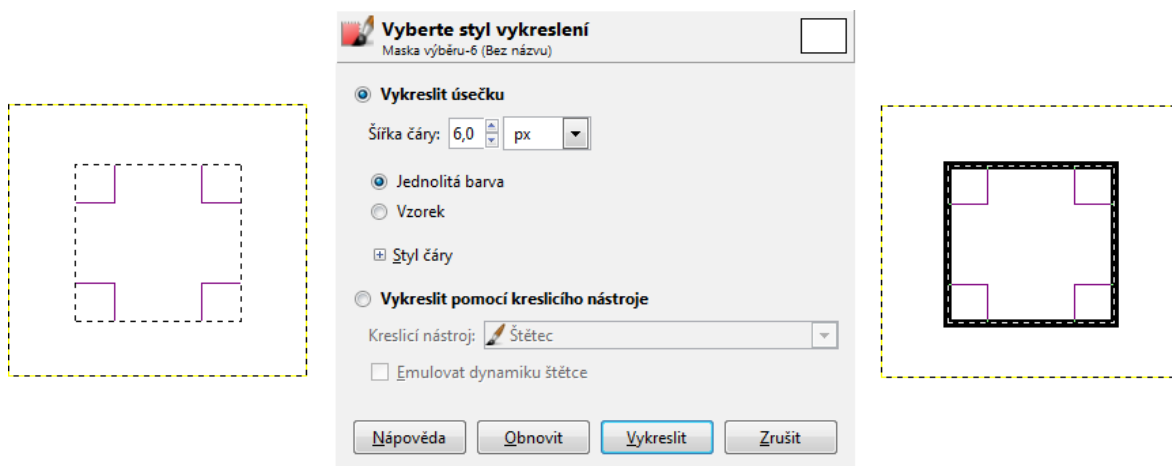 Vyberte styl vykreslení
Maska výběru-6 (Bez názvu)
Vykreslit úsečku
Šířka čáry: 6,0 px
Jednolitá barva
Vzorek
Styl čáry
Vykreslit pomocí kreslicího nástroje
Kreslicí nástroj: Štětec
Emulovat dynamiku štětce
Nápověda Obnovit Vykreslit Zrušit